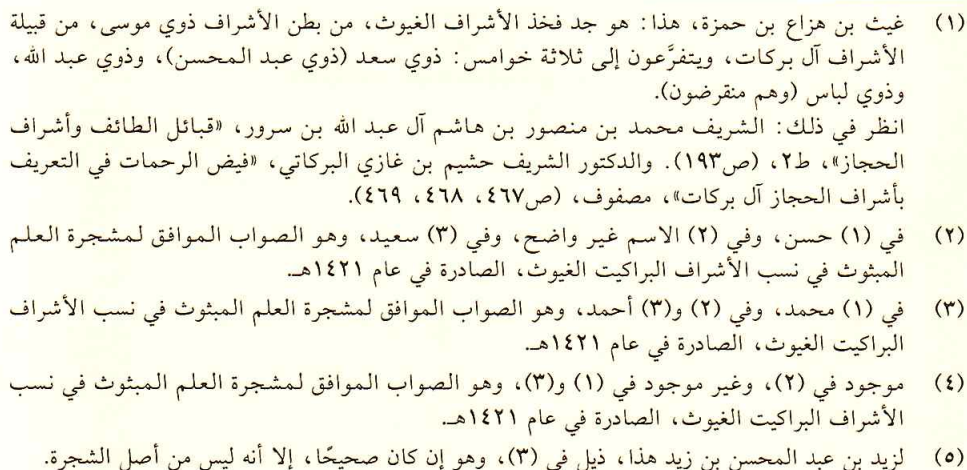 (١) غيث بن هزاع بن حمزة، هذا: هو جد فخذ الأشراف الغيوث، من بطن الأشراف ذوي موسى، من قبيلة
الأشراف آل بركات، ويتفرَّعون إلى ثلاثة خوامس: ذوي سعد (ذوي عبد المحسن)، وذوي عبد الله،
وذوي لباس (وهم منقرضون).
انظر في ذلك: الشريف محمد بن منصور بن هاشم آل عبد الله بن سرور، «قبائل الطائف وأشراف
الحجاز»، ط٢، (ص١٩٣). والدكتور الشريف حشيم بن غازي البركاتي، «فيض الرحمات في التعريف
بأشراف الحجاز آل بركات»، مصفوف، (ص٤٦٧، ٤٦٨، ٤٦٩).
(٢) في (١) حسن، وفي (٢) الاسم غير واضح، وفي (٣) سعيد، وهو الصواب الموافق لمشجرة العلم
المبثوث في نسب الأشراف البراكيت الغيوث، الصادرة في عام ١٤٢١هـ.
(٣) في (١) محمد، وفي (٢) و(٣) أحمد، وهو الصواب الموافق لمشجرة العلم المبثوث في نسب الأشراف
البراكيت الغيوث، الصادرة في عام ١٤٢١هـ.
(٤) موجود في (٢)، وغير موجود في (١) و(٣)، وهو الصواب الموافق لمشجرة العلم المبثوث في نسب
الأشراف البراكيت الغيوث، الصادرة في عام ١٤٢١هـ.
(٥) لزيد بن عبد المحسن بن زيد هذا، ذيل في (٣)، وهو إن كان صحيحًا، إلا أنه ليس من أصل الشجرة.